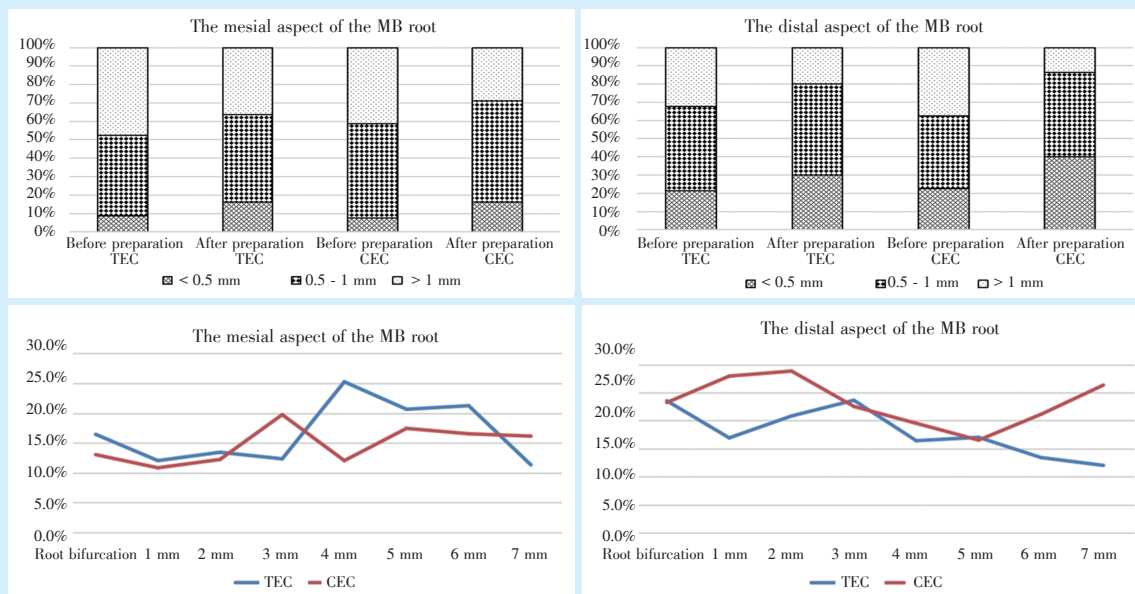 The mesial aspect of the MB root
100%
90%
80%
70%
60%
50%
40%
30%
20%
10%
0%
Before preparation After preparation Before preparation After preparation
TEC TEC CEC CEC
< 0.5 mm 0.5 - 1 mm > 1 mm
The distal aspect of the MB root
100%
90%
80%
70%
60%
50%
40%
30%
20%
10%
0%
Before preparation After preparation Before preparation After preparation
TEC TEC CEC CEC
< 0.5 mm 0.5 - 1 mm > 1 mm
The mesial aspect of the MB root
30.0%
25.0%
20.0%
15.0%
10.0%
5.0%
0.0%
Root bifurcation 1 mm 2 mm 3 mm 4 mm 5 mm 6 mm 7 mm
TEC CEC
The distal aspect of the MB root
30.0%
25.0%
20.0%
15.0%
10.0%
5.0%
0.0%
Root bifurcation 1 mm 2 mm 3 mm 4 mm 5 mm 6 mm 7 mm
TEC CEC